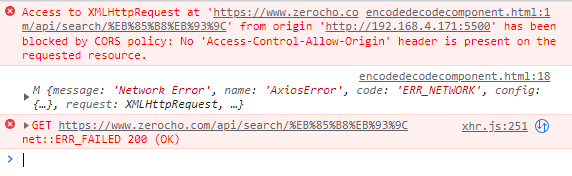 Access to XMLHttpRequest at 'https://www.zerocho.co encodedecodecomponent.html:1
m/api/search/%EB%85%B8%EB%93%9C' from origin 'http://192.168.4.171:5500' has been
blocked by CORS policy: No 'Access-Control-Allow-Origin' header is present on the
requested resource.
encodedecodecomponent.html:18
M {message: 'Network Error', name: 'AxiosError', code: 'ERR_NETWORK', config:
{…}, request: XMLHttpRequest, …}
GET https://www.zerocho.com/api/search/%EB%85%B8%EB%93%9C xhr.js:251
net::ERR_FAILED 200 (OK)